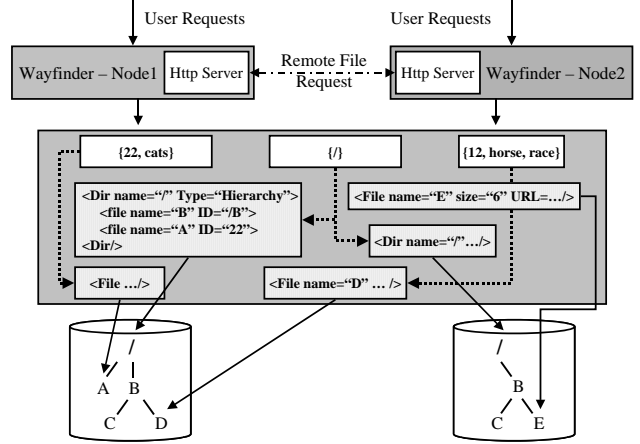 User Requests
User Requests
Wayfinder – Node1
Http Server
Remote File
Request
Http Server
Wayfinder – Node2
{22, cats}
{/}
{12, horse, race}
<Dir name=“/” Type=“Hierarchy”>
<file name=“B” ID=“/B”>
<file name=“A” ID=“22”>
<Dir/>
<File name=“E” size=“6” URL=…/>
<Dir name=“/”…/>
<File …/>
<File name=“D” … />
/
A
B
C
D
/
B
C
E